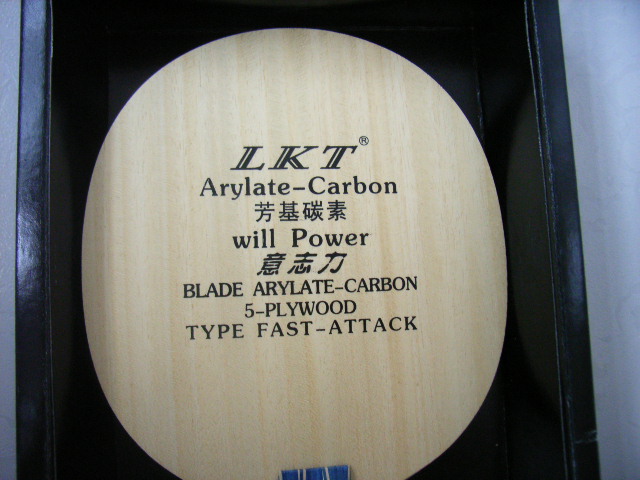 LKT®
Arylate-Carbon
芳基碳素
will Power
意志力
BLADE ARYLATE-CARBON
5-PLYWOOD
TYPE FAST-ATTACK